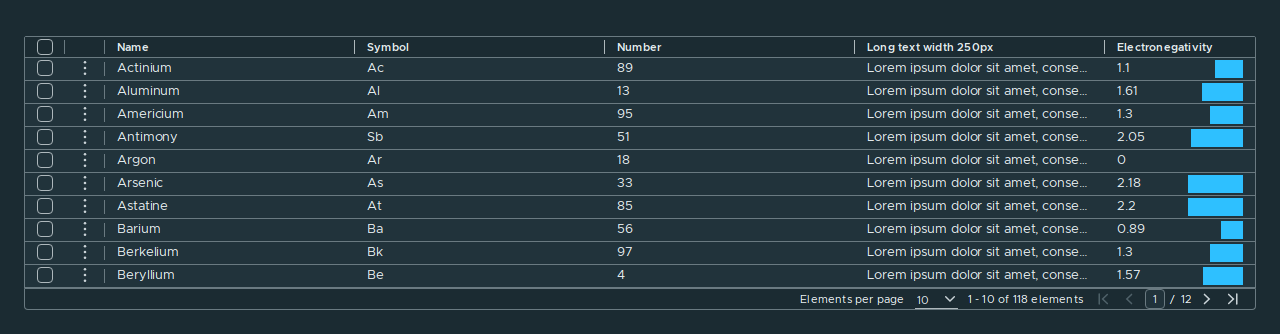 Name Symbol Number Long text width 250px Electronegativity
Actinium Ac 89 Lorem ipsum dolor sit amet, conse... 1.1
Aluminum Al 13 Lorem ipsum dolor sit amet, conse... 1.61
Americium Am 95 Lorem ipsum dolor sit amet, conse... 1.3
Antimony Sb 51 Lorem ipsum dolor sit amet, conse... 2.05
Argon Ar 18 Lorem ipsum dolor sit amet, conse... 0
Arsenic As 33 Lorem ipsum dolor sit amet, conse... 2.18
Astatine At 85 Lorem ipsum dolor sit amet, conse... 2.2
Barium Ba 56 Lorem ipsum dolor sit amet, conse... 0.89
Berkelium Bk 97 Lorem ipsum dolor sit amet, conse... 1.3
Beryllium Be 4 Lorem ipsum dolor sit amet, conse... 1.57
Elements per page 10 1 - 10 of 118 elements 1 / 12